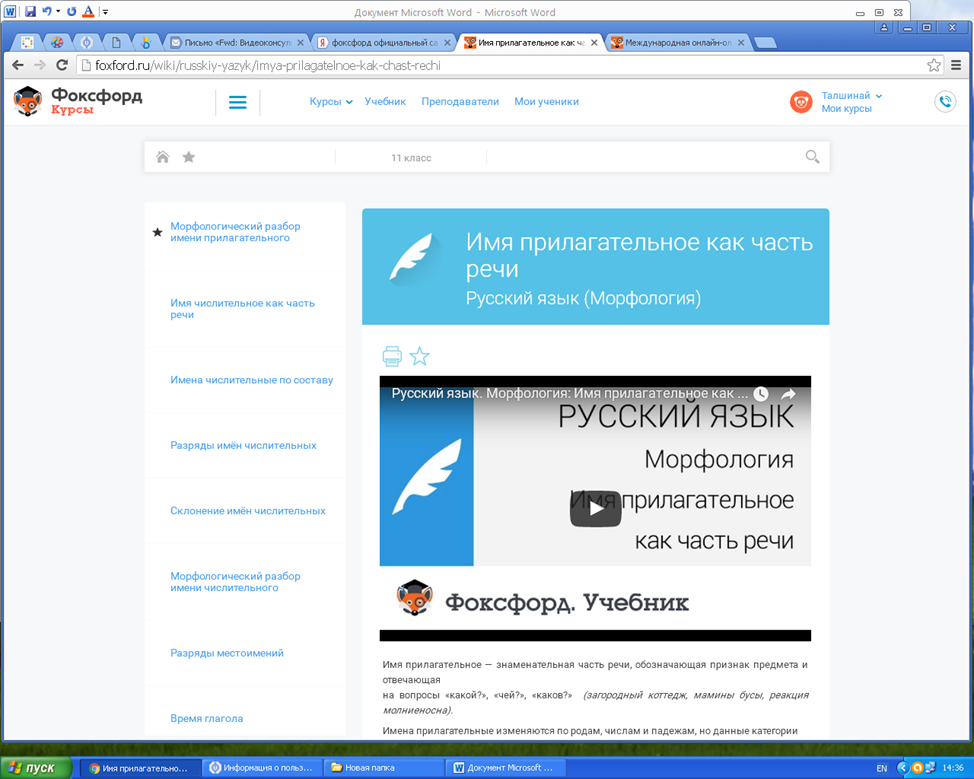 Документ Microsoft Word - Microsoft Word
Письмо «Fwd: Видеоконсул
фоксфорд официальный са
Имя прилагательное как ча
Международная онлайн-ол
foxford.ru/wiki/russkiy-yazyk/imya-prilagatelnoe-kak-chast-rechi
Фоксфорд
Курсы
Курсы
Учебник
Преподаватели
Мои ученики
Талшинай
Мои курсы
11 класс
Морфологический разбор
имени прилагательного
Имя числительное как часть
речи
Имена числительные по составу
Разряды имён числительных
Склонение имён числительных
Морфологический разбор
имени числительного
Разряды местоимений
Время глагола
Имя прилагательное как часть
речи
Русский язык (Морфология)
Русский язык. Морфология: Имя прилагательное как ...
РУССКИЙ ЯЗЫК
Морфология
Имя прилагательное
как часть речи
Фоксфорд. Учебник
Имя прилагательное — знаменательная часть речи, обозначающая признак предмета и
отвечающая
на вопросы «какой?», «чей?», «каков?» (загородный коттедж, мамины бусы, реакция
молниеносна).
Имена прилагательные изменяются по родам, числам и падежам, но данные категории
пуск
Имя прилагательно...
Информация о польз...
Новая папка
Документ Microsoft ...
EN
14:36